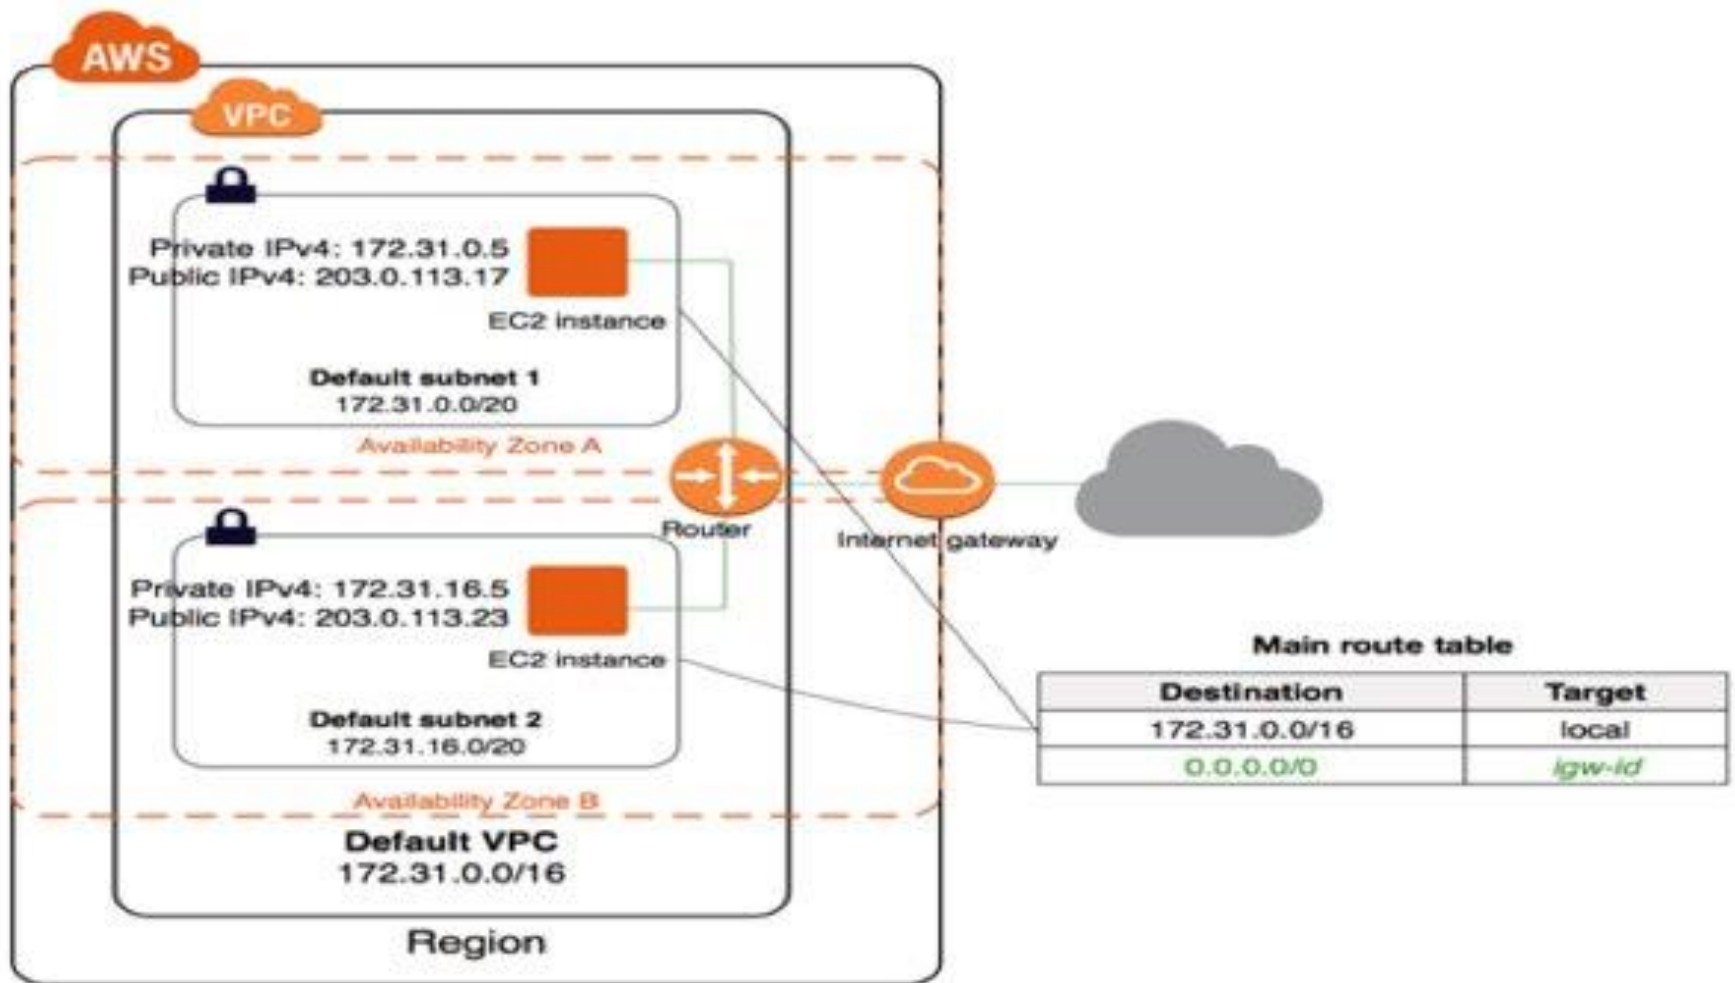 AWS
VPC
Private IPv4: 172.31.0.5
Public IPv4: 203.0.113.17
EC2 instance
Default subnet 1
172.31.0.0/20
Availability Zone A
Router
Internet gateway
Private IPv4: 172.31.16.5
Public IPv4: 203.0.113.23
EC2 instance
Default subnet 2
172.31.16.0/20
Availability Zone B
Default VPC
172.31.0.0/16
Region
Main route table
Destination Target
172.31.0.0/16 local
0.0.0.0/0 igw-id